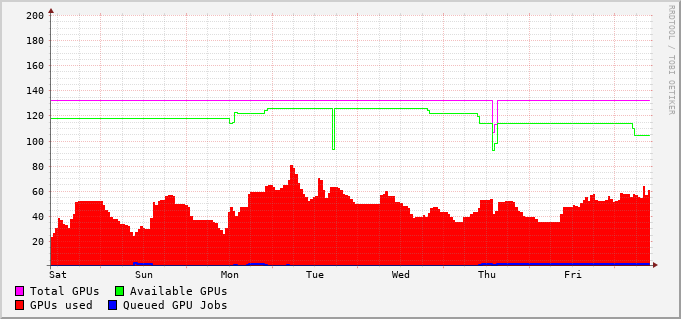 200
180
160
140
120
100
80
60
40
20
Sat Sun Mon Tue Wed Thu Fri
Total GPUs Available GPUs
GPUs used Queued GPU Jobs
RRDTOOL / TOBI OETIKER